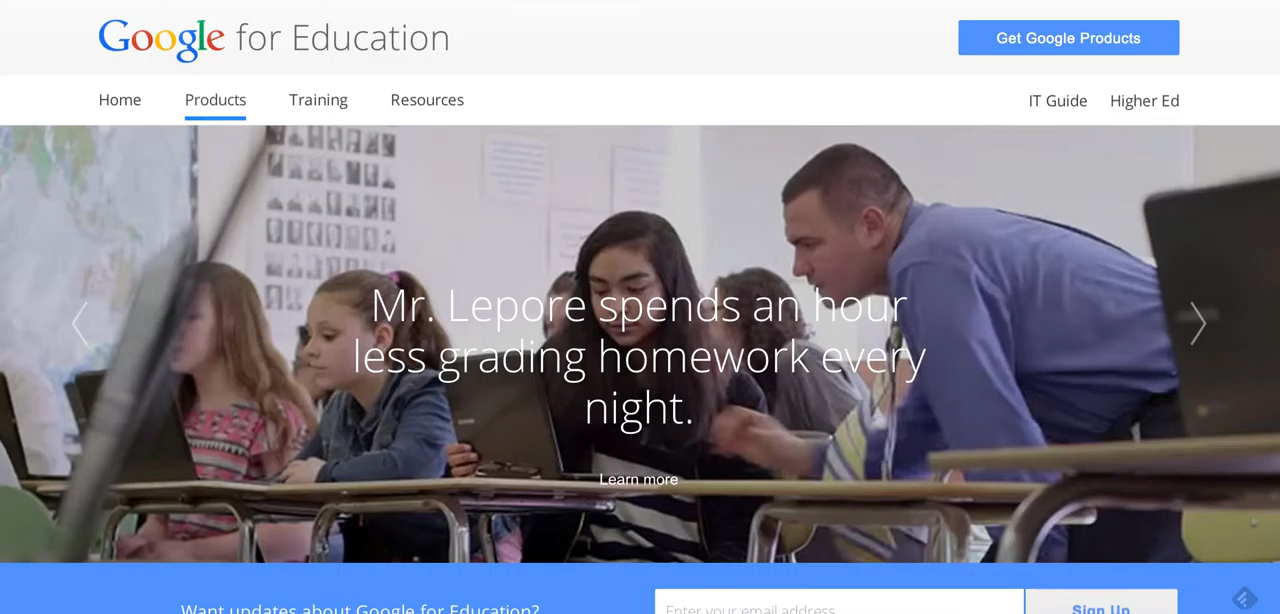 Google for Education
Get Google Products
Home
Products
Training
Resources
IT Guide
Higher Ed
Mr. Lepore spends an hour
less grading homework every
night.
Learn more
Want updates about Google for Education?
Enter your email address
Sign Up